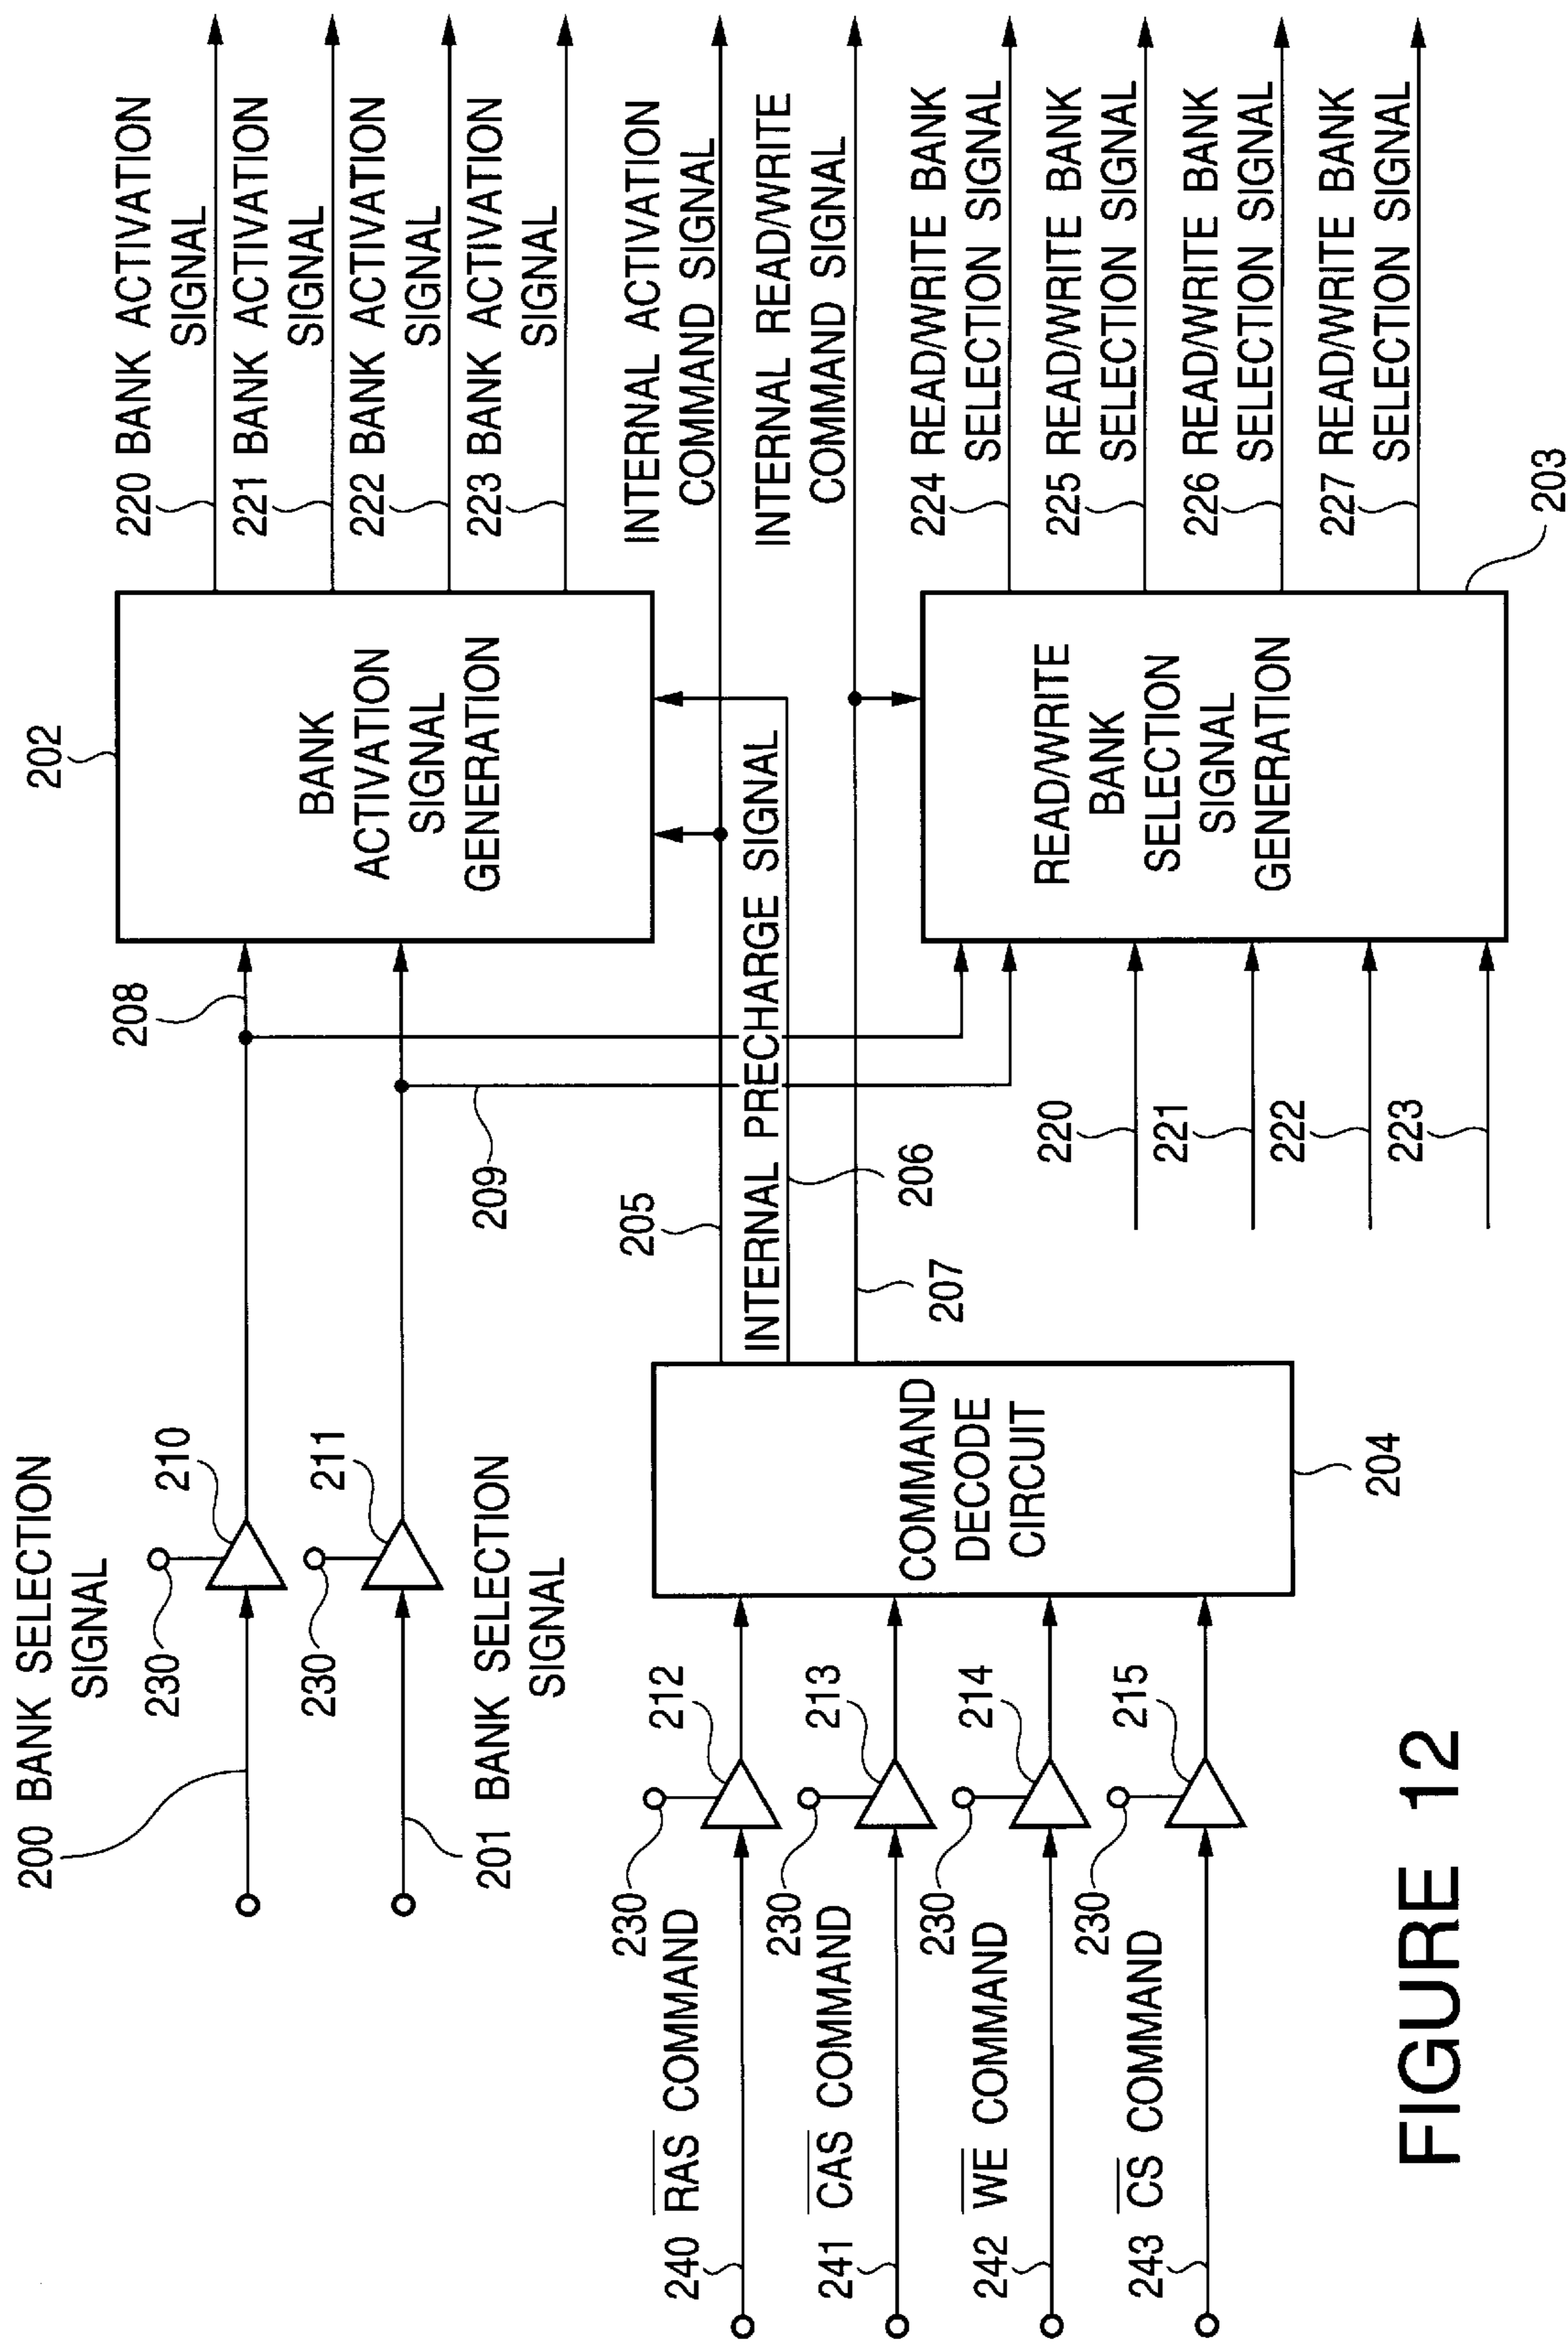 200 BANK SELECTION
SIGNAL
230
210
230
211
201 BANK SELECTION
SIGNAL
208
209
202
BANK
ACTIVATION
SIGNAL
GENERATION
220 BANK ACTIVATION
SIGNAL
221 BANK ACTIVATION
SIGNAL
222 BANK ACTIVATION
SIGNAL
223 BANK ACTIVATION
SIGNAL
INTERNAL ACTIVATION
COMMAND SIGNAL
INTERNAL READ/WRITE
COMMAND SIGNAL
205
INTERNAL PRECHARGE SIGNAL
206
207
240 R̅A̅S̅ COMMAND
230
212
241 C̅A̅S̅ COMMAND
230
213
242 W̅E̅ COMMAND
230
214
243 C̅S̅ COMMAND
230
215
COMMAND
DECODE
CIRCUIT
204
220
221
222
223
READ/WRITE
BANK
SELECTION
SIGNAL
GENERATION
203
224 READ/WRITE BANK
SELECTION SIGNAL
225 READ/WRITE BANK
SELECTION SIGNAL
226 READ/WRITE BANK
SELECTION SIGNAL
227 READ/WRITE BANK
SELECTION SIGNAL
FIGURE 12